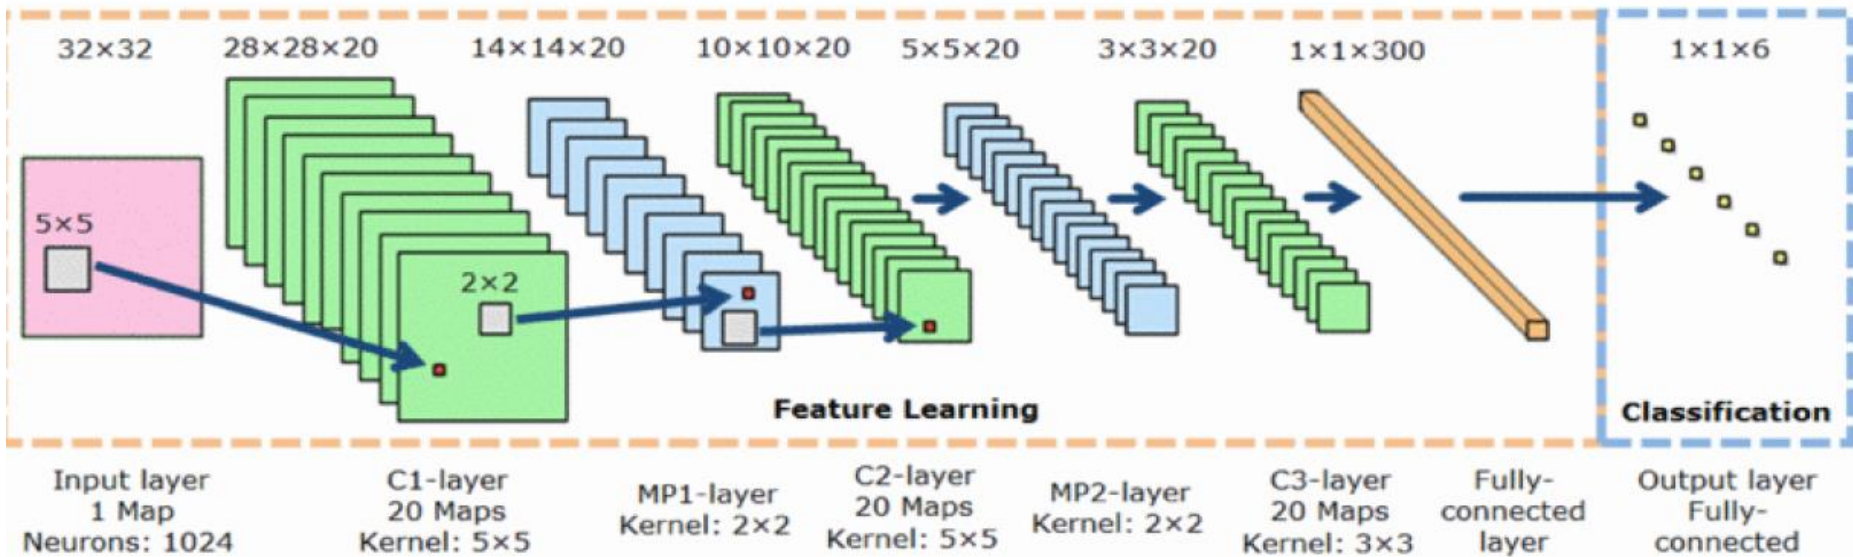 32×32
28×28×20
14×14×20
10×10×20
5×5×20
3×3×20
1×1×300
1×1×6
5×5
2×2
Feature Learning
Classification
Input layer
1 Map
Neurons: 1024
C1-layer
20 Maps
Kernel: 5×5
MP1-layer
Kernel: 2×2
C2-layer
20 Maps
Kernel: 5×5
MP2-layer
Kernel: 2×2
C3-layer
20 Maps
Kernel: 3×3
Fully-
connected
layer
Output layer
Fully-
connected